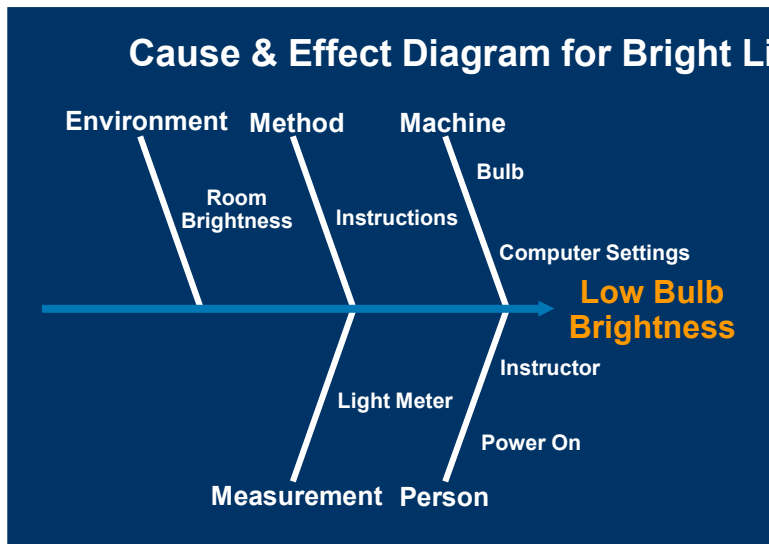 Cause & Effect Diagram for Bright Li
Environment
Method
Machine
Bulb
Room
Brightness
Instructions
Computer Settings
Low Bulb
Brightness
Instructor
Light Meter
Power On
Measurement
Person